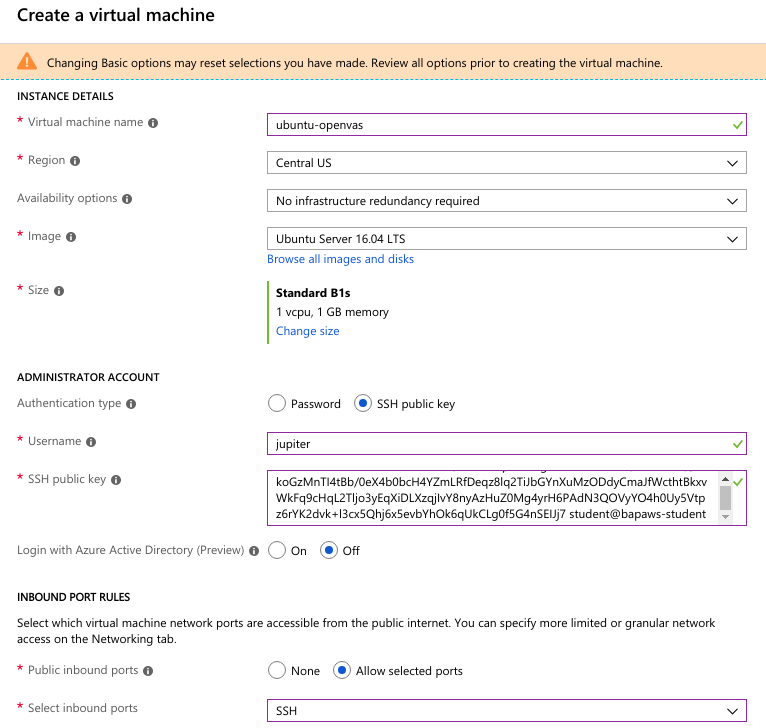 Create a virtual machine
Changing Basic options may reset selections you have made. Review all options prior to creating the virtual machine.
INSTANCE DETAILS
* Virtual machine name
ubuntu-openvas
* Region
Central US
Availability options
No infrastructure redundancy required
* Image
Ubuntu Server 16.04 LTS
Browse all images and disks
* Size
Standard B1s
1 vcpu, 1 GB memory
Change size
ADMINISTRATOR ACCOUNT
Authentication type
Password SSH public key
* Username
jupiter
* SSH public key
koGzMnTI4tBb/0eX4b0bcH4YZmLRfDeqz8lq2TiJbGYnXuMzODdyCmaJfWcthtBkxv
WkFq9cHqL2Tljo3yEqXiDLXzqjIvY8nyAzHuZ0Mg4yrH6PAdN3QOVyYO4h0Uy5Vtp
z6rYK2dvk+l3cx5Qhj6x5evbYhOk6qUkCLg0f5G4nSEIJj7 student@bapaws-student
Login with Azure Active Directory (Preview)
On Off
INBOUND PORT RULES
Select which virtual machine network ports are accessible from the public internet. You can specify more limited or granular network
access on the Networking tab.
* Public inbound ports
None Allow selected ports
* Select inbound ports
SSH